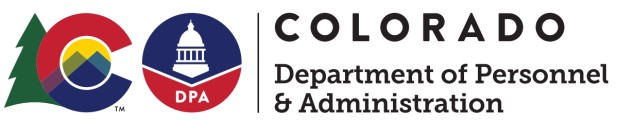 TM
DPA
COLORADO
Department of Personnel
& Administration